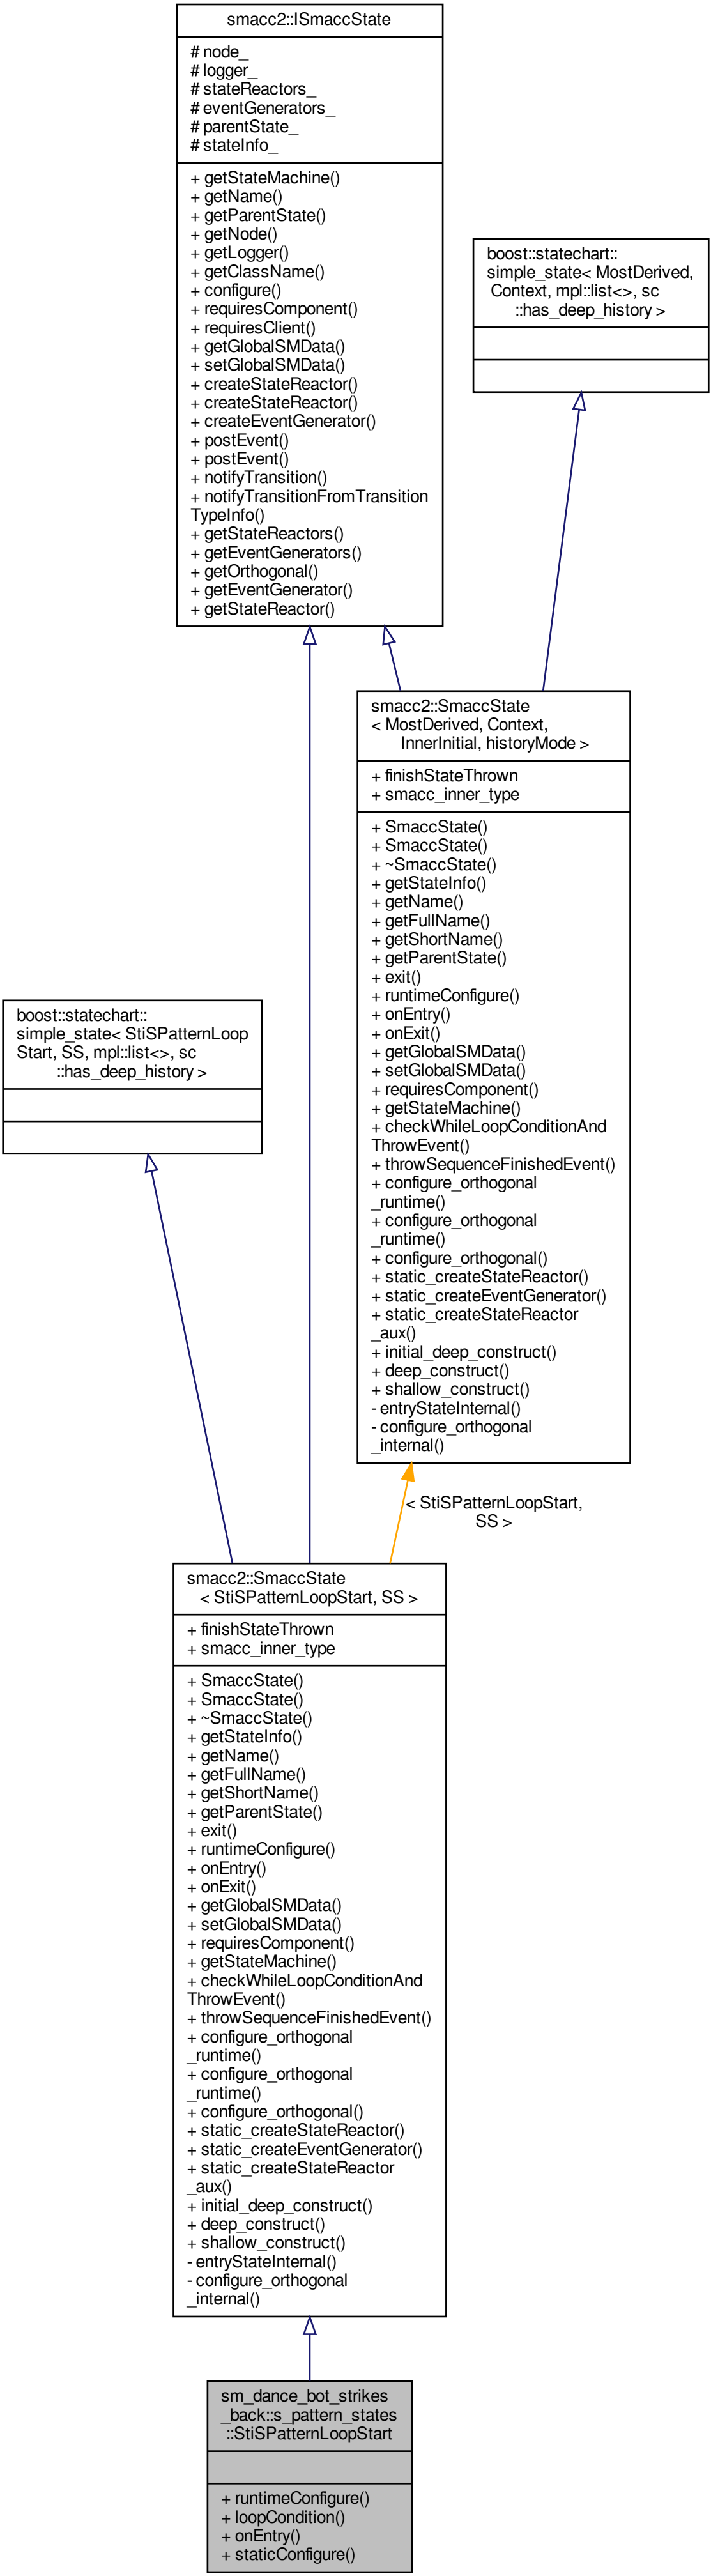 smacc2::ISmaccState
# node_
# logger_
# stateReactors_
# eventGenerators_
# parentState_
# stateInfo_
+ getStateMachine()
+ getName()
+ getParentState()
+ getNode()
+ getLogger()
+ getClassName()
+ configure()
+ requiresComponent()
+ requiresClient()
+ getGlobalSMData()
+ setGlobalSMData()
+ createStateReactor()
+ createStateReactor()
+ createEventGenerator()
+ postEvent()
+ postEvent()
+ notifyTransition()
+ notifyTransitionFromTransition
TypeInfo()
+ getStateReactors()
+ getEventGenerators()
+ getOrthogonal()
+ getEventGenerator()
+ getStateReactor()
boost::statechart::
simple_state< MostDerived,
Context, mpl::list<>, sc
::has_deep_history >
smacc2::SmaccState
< MostDerived, Context,
InnerInitial, historyMode >
+ finishStateThrown
+ smacc_inner_type
+ SmaccState()
+ SmaccState()
+ ~SmaccState()
+ getStateInfo()
+ getName()
+ getFullName()
+ getShortName()
+ getParentState()
+ exit()
+ runtimeConfigure()
+ onEntry()
+ onExit()
+ getGlobalSMData()
+ setGlobalSMData()
+ requiresComponent()
+ getStateMachine()
+ checkWhileLoopConditionAnd
ThrowEvent()
+ throwSequenceFinishedEvent()
+ configure_orthogonal
_runtime()
+ configure_orthogonal
_runtime()
+ configure_orthogonal()
+ static_createStateReactor()
+ static_createEventGenerator()
+ static_createStateReactor
_aux()
+ initial_deep_construct()
+ deep_construct()
+ shallow_construct()
- entryStateInternal()
- configure_orthogonal
_internal()
boost::statechart::
simple_state< StiSPatternLoop
Start, SS, mpl::list<>, sc
::has_deep_history >
< StiSPatternLoopStart,
SS >
smacc2::SmaccState
< StiSPatternLoopStart, SS >
+ finishStateThrown
+ smacc_inner_type
+ SmaccState()
+ SmaccState()
+ ~SmaccState()
+ getStateInfo()
+ getName()
+ getFullName()
+ getShortName()
+ getParentState()
+ exit()
+ runtimeConfigure()
+ onEntry()
+ onExit()
+ getGlobalSMData()
+ setGlobalSMData()
+ requiresComponent()
+ getStateMachine()
+ checkWhileLoopConditionAnd
ThrowEvent()
+ throwSequenceFinishedEvent()
+ configure_orthogonal
_runtime()
+ configure_orthogonal
_runtime()
+ configure_orthogonal()
+ static_createStateReactor()
+ static_createEventGenerator()
+ static_createStateReactor
_aux()
+ initial_deep_construct()
+ deep_construct()
+ shallow_construct()
- entryStateInternal()
- configure_orthogonal
_internal()
sm_dance_bot_strikes
_back::s_pattern_states
::StiSPatternLoopStart
+ runtimeConfigure()
+ loopCondition()
+ onEntry()
+ staticConfigure()